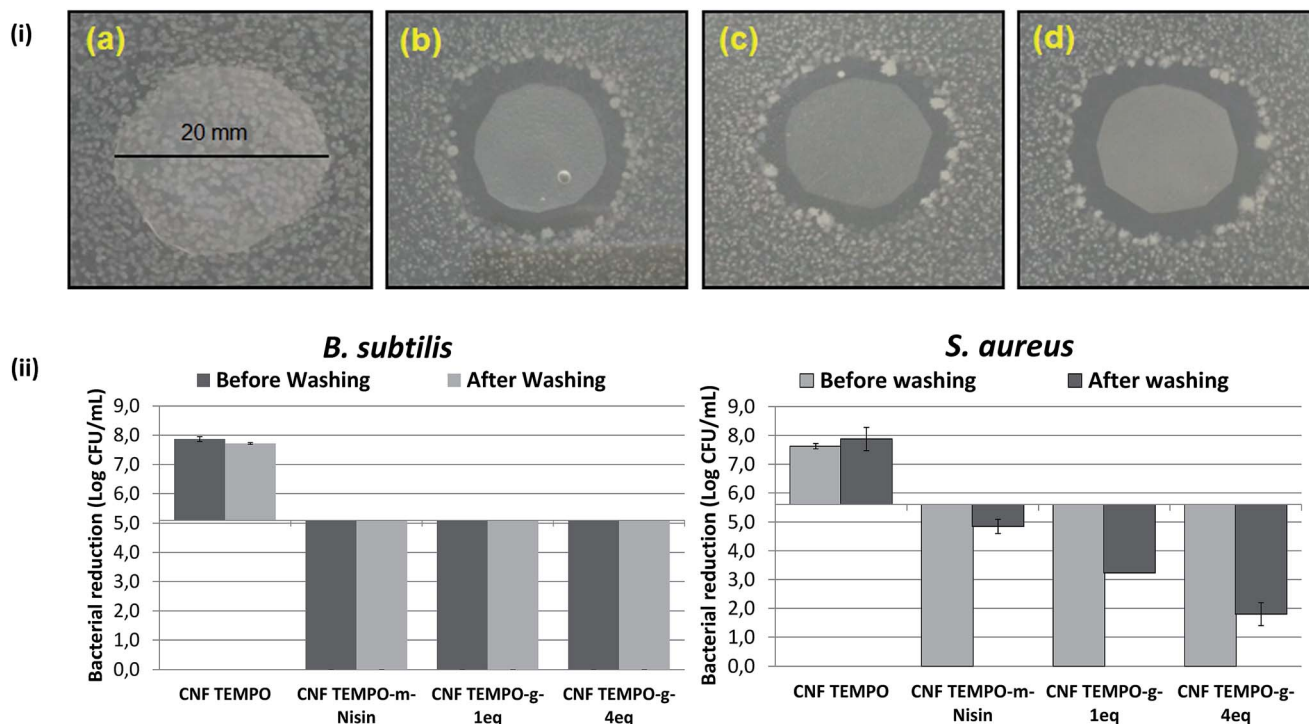 (i)
(a)
20 mm
(b)
(c)
(d)
(ii)
B. subtilis
Before Washing
After Washing
Bacterial reduction (Log CFU/mL)
9,0
8,0
7,0
6,0
5,0
4,0
3,0
2,0
1,0
0,0
CNF TEMPO
CNF TEMPO-m-
Nisin
CNF TEMPO-g-
1eq
CNF TEMPO-g-
4eq
S. aureus
Before washing
After washing
Bacterial reduction (Log CFU/mL)
9,0
8,0
7,0
6,0
5,0
4,0
3,0
2,0
1,0
0,0
CNF TEMPO
CNF TEMPO-m-
Nisin
CNF TEMPO-g-
1eq
CNF TEMPO-g-
4eq